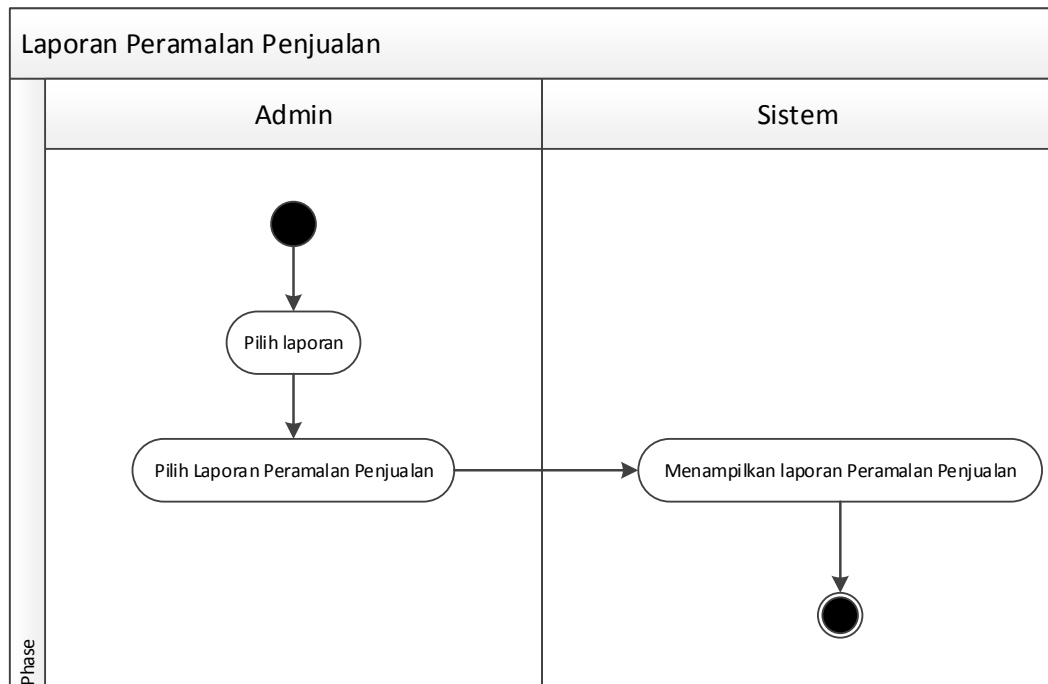 Laporan Peramalan Penjualan
Admin
Sistem
Pilih laporan
Pilih Laporan Peramalan Penjualan
Menampilkan laporan Peramalan Penjualan
Phase